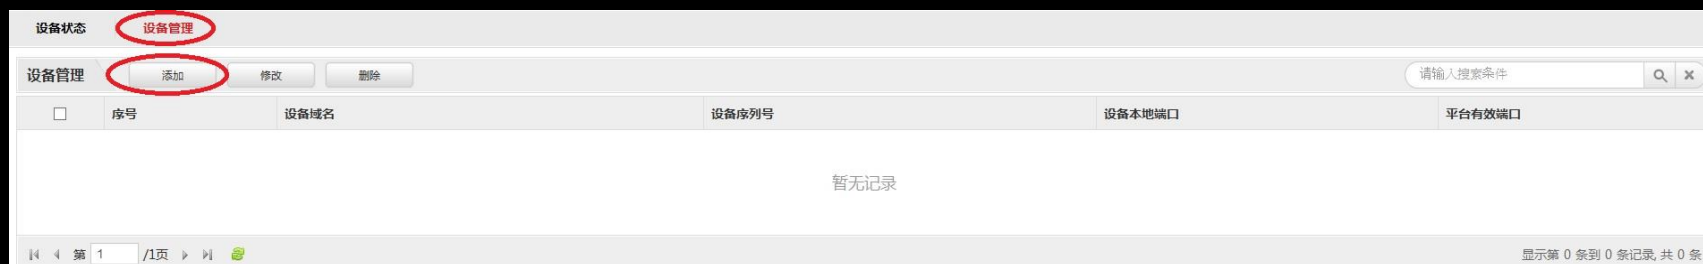 设备状态 设备管理
设备管理 添加 修改 删除 请输入搜索条件
序号 设备域名 设备序列号 设备本地端口 平台有效端口
暂无记录
第 1 /1页 显示第 0 条到 0 条记录, 共 0 条